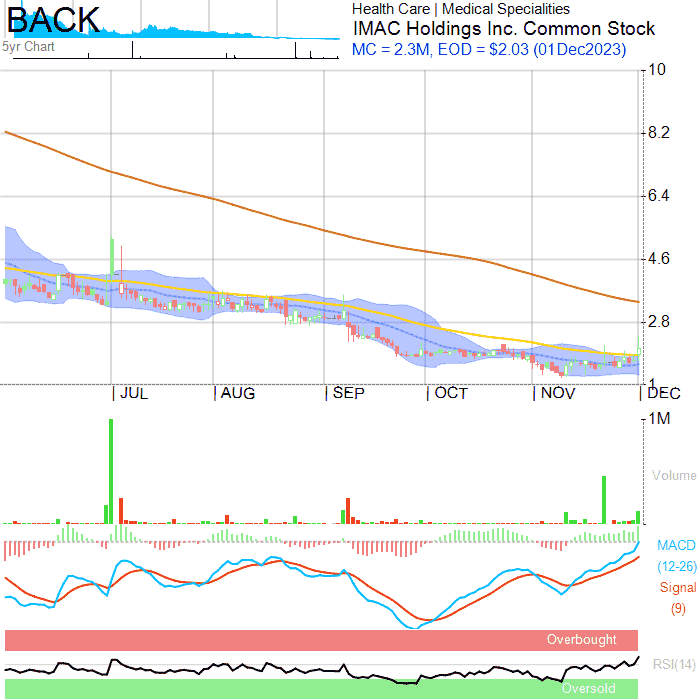 BACK
5yr Chart
Health Care | Medical Specialities
IMAC Holdings Inc. Common Stock
MC = 2.3M, EOD = $2.03 (01Dec2023)
10
8.2
6.4
4.6
2.8
1
JUL AUG SEP OCT NOV DEC
1M
Volume
MACD
(12-26)
Signal
(9)
Overbought
RSI(14)
Oversold